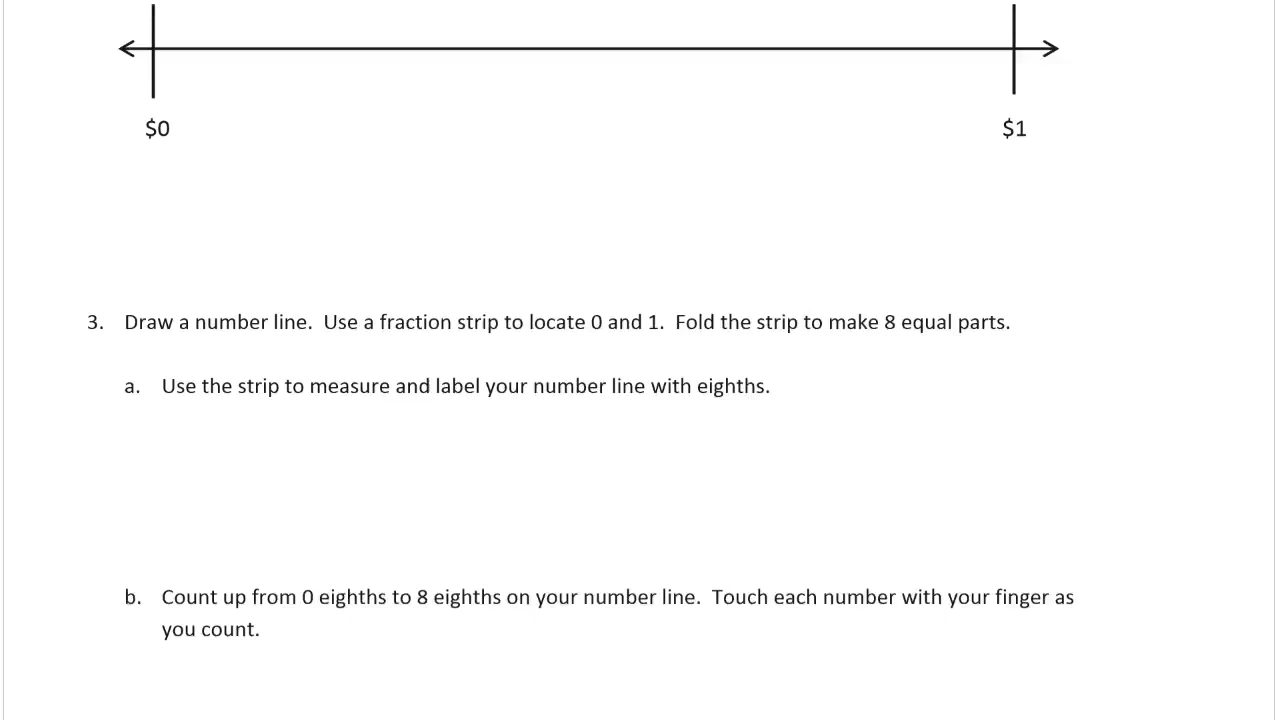 $0 $1
3. Draw a number line. Use a fraction strip to locate 0 and 1. Fold the strip to make 8 equal parts.
a. Use the strip to measure and label your number line with eighths.
b. Count up from 0 eighths to 8 eighths on your number line. Touch each number with your finger as
you count.